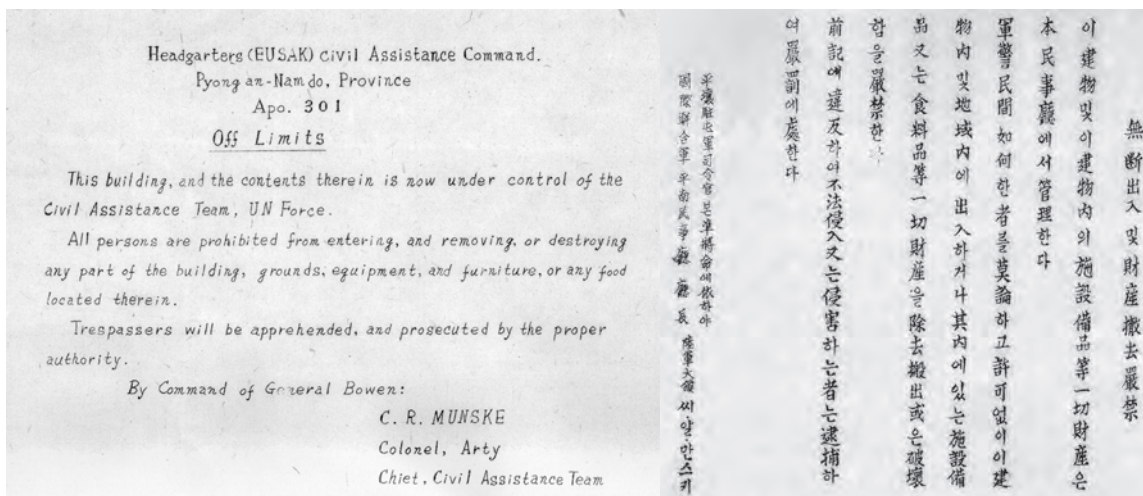 Headgarters (EUSAK) civil Assistance Command.
Pyong an-Nam do, Province
Apo. 301
Off Limits
This building, and the contents therein is now under control of the
Civil Assistance Team, UN Force.
All persons are prohibited from entering, and removing, or destroying
any part of the building, grounds, equipment, and furniture, or any food
located therein.
Trespassers will be apprehended, and prosecuted by the proper
authority.
By Command of General Bowen:
C. R. MUNSKE
Colonel, Arty
Chief, Civil Assistance Team
無断出入 및 財産搬去嚴禁
이 建物 및 이 建物內의 施設備品等 一切財産은
本民事廳에서 管理한다
軍警民間 如何한 者를 莫論하고 許可없이 이 建
物內 및 地域內에 出入하거나 其內에 있는 施設備
品 又는 食料品等 一切財産을 除去搬出 或은 破壞
함을 嚴禁한
前記에 違反하여 不法侵入 又는 侵害하는 者는 逮捕하
여 嚴罰에 處한다
平壤駐屯軍司令官 본准將命에 依하야
國際聯合軍 平南民事 廳長 陸軍大領 씨 알 만스키